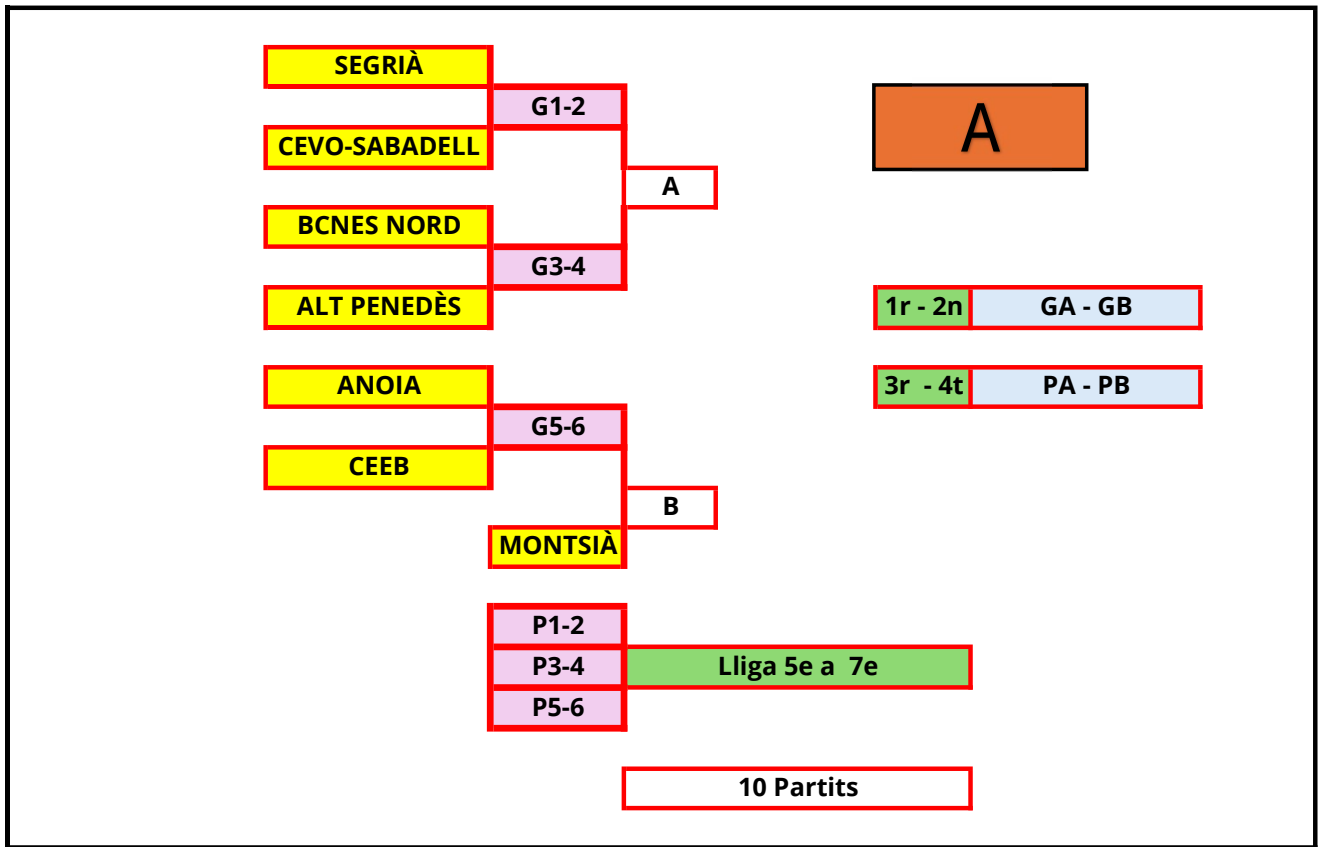 SEGRIÀ
G1-2
CEVO-SABADELL
A
A
BCNES NORD
G3-4
ALT PENEDÈS
1r - 2n GA - GB
ANOIA
3r - 4t PA - PB
G5-6
CEEB
B
MONTSIÀ
P1-2
P3-4 Lliga 5e a 7e
P5-6
10 Partits